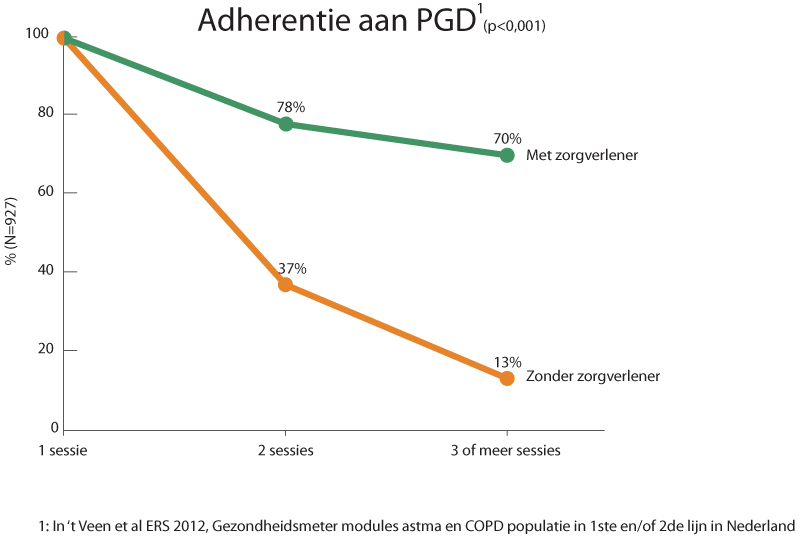 Adherentie aan PGD¹ (p<0,001)
100
80
60
40
20
0
% (N=927)
78%
70%
Met zorgverlener
37%
13%
Zonder zorgverlener
1 sessie
2 sessies
3 of meer sessies
1: In ‘t Veen et al ERS 2012, Gezondheidsmeter modules astma en COPD populatie in 1ste en/of 2de lijn in Nederland